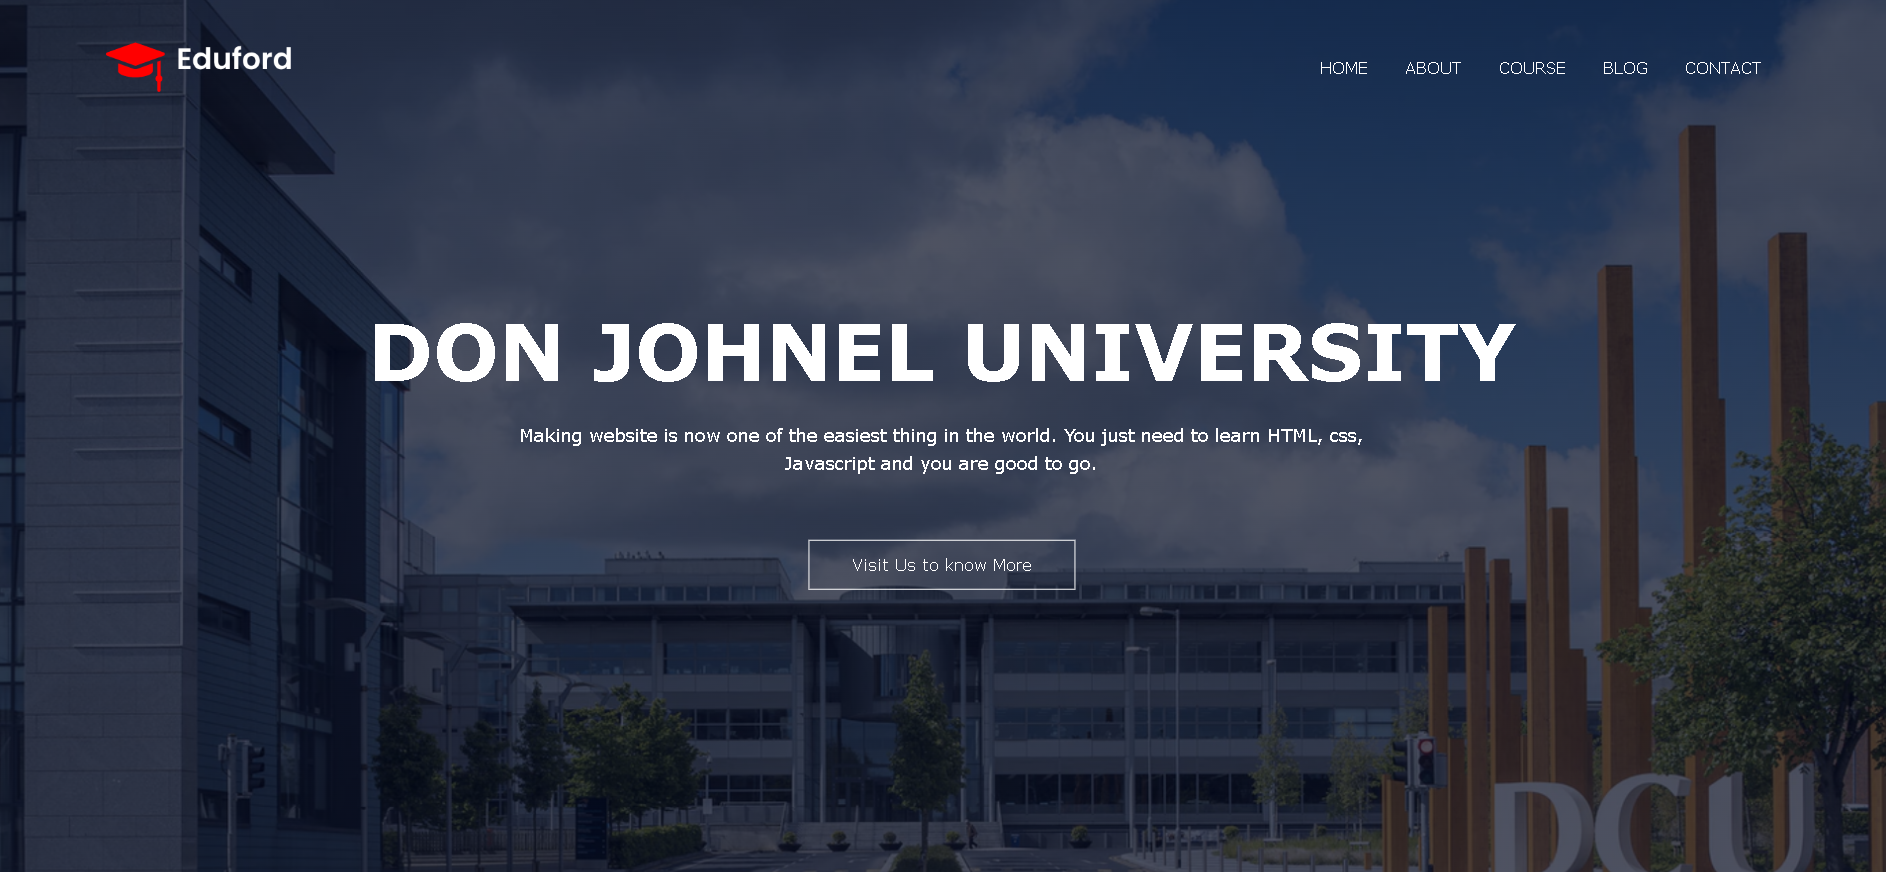 Eduford
HOME ABOUT COURSE BLOG CONTACT
DON JOHNEL UNIVERSITY
Making website is now one of the easiest thing in the world. You just need to learn HTML, css,
Javascript and you are good to go.
Visit Us to know More
DCU